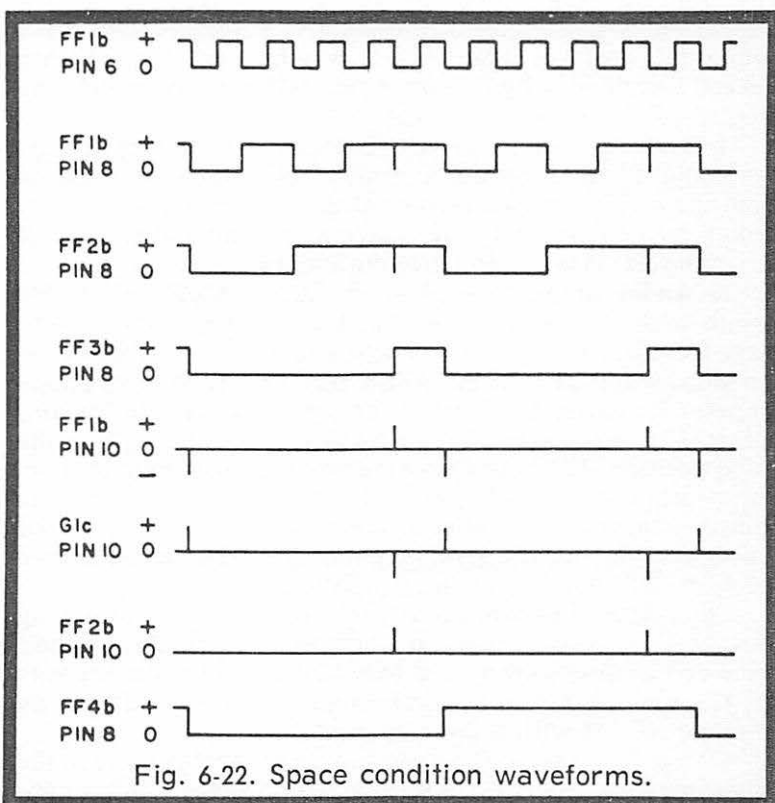 FF1b +
PIN 6 0
FF1b +
PIN 8 0
FF2b +
PIN 8 0
FF3b +
PIN 8 0
FF1b +
PIN 10 0
−
G1c +
PIN 10 0
FF2b +
PIN 10 0
FF4b +
PIN 8 0
Fig. 6-22. Space condition waveforms.